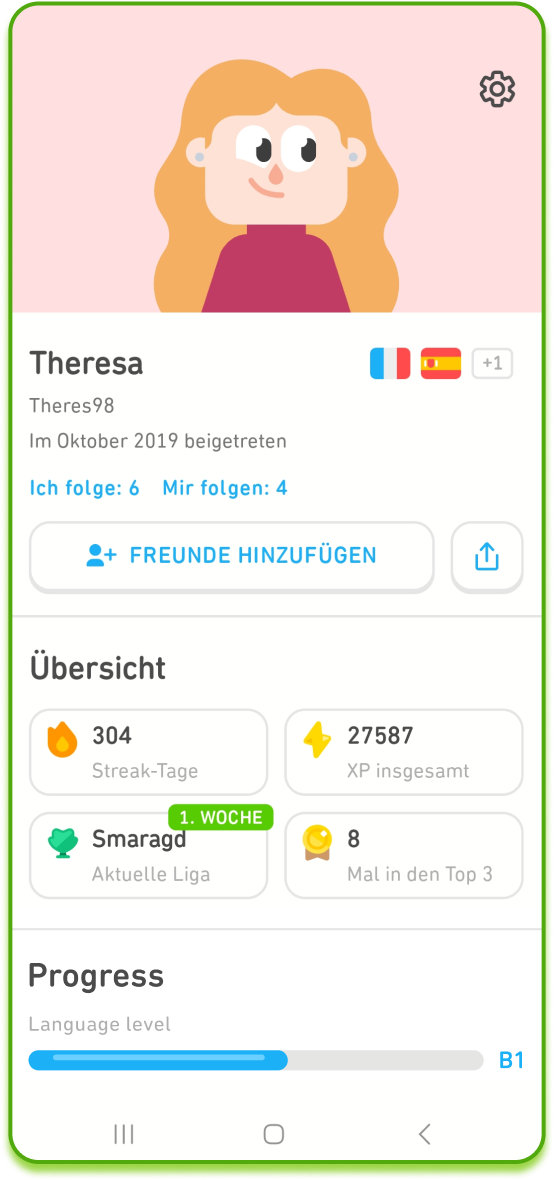 Theresa
+1
Theres98
Im Oktober 2019 beigetreten
Ich folge: 6 Mir folgen: 4
FREUNDE HINZUFÜGEN
Übersicht
304
Streak-Tage
27587
XP insgesamt
1. WOCHE
Smaragd
Aktuelle Liga
8
Mal in den Top 3
Progress
Language level
B1